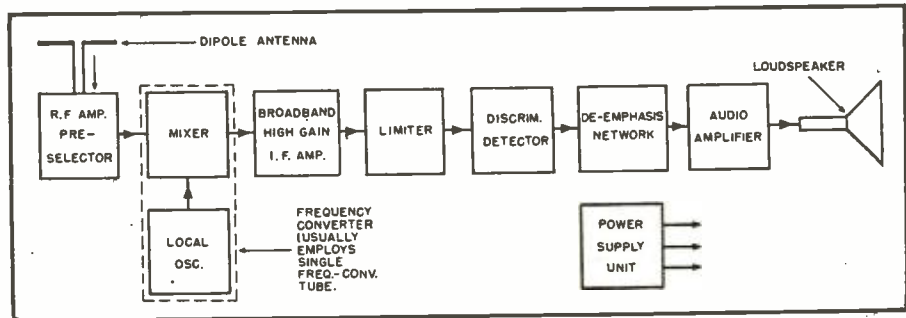 DIPOLE ANTENNA
LOUDSPEAKER
R.F AMP.
PRE-
SELECTOR
MIXER
BROADBAND
HIGH GAIN
I.F. AMP.
LIMITER
DISCRIM.
DETECTOR
DE-EMPHASIS
NETWORK
AUDIO
AMPLIFIER
LOCAL
OSC.
FREQUENCY
CONVERTER
(USUALLY
EMPLOYS
SINGLE
FREQ.-CONV.
TUBE.
POWER
SUPPLY
UNIT